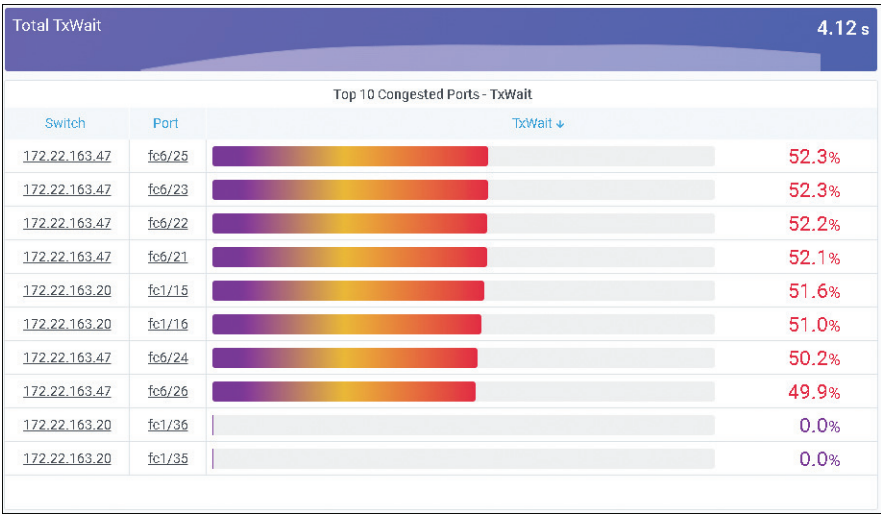 Total TxWait 4.12 s
Top 10 Congested Ports - TxWait
Switch Port TxWait ↓
172.22.163.47 fc6/25 52.3%
172.22.163.47 fc6/23 52.3%
172.22.163.47 fc6/22 52.2%
172.22.163.47 fc6/21 52.1%
172.22.163.20 fc1/15 51.6%
172.22.163.20 fc1/16 51.0%
172.22.163.47 fc6/24 50.2%
172.22.163.47 fc6/26 49.9%
172.22.163.20 fc1/36 0.0%
172.22.163.20 fc1/35 0.0%